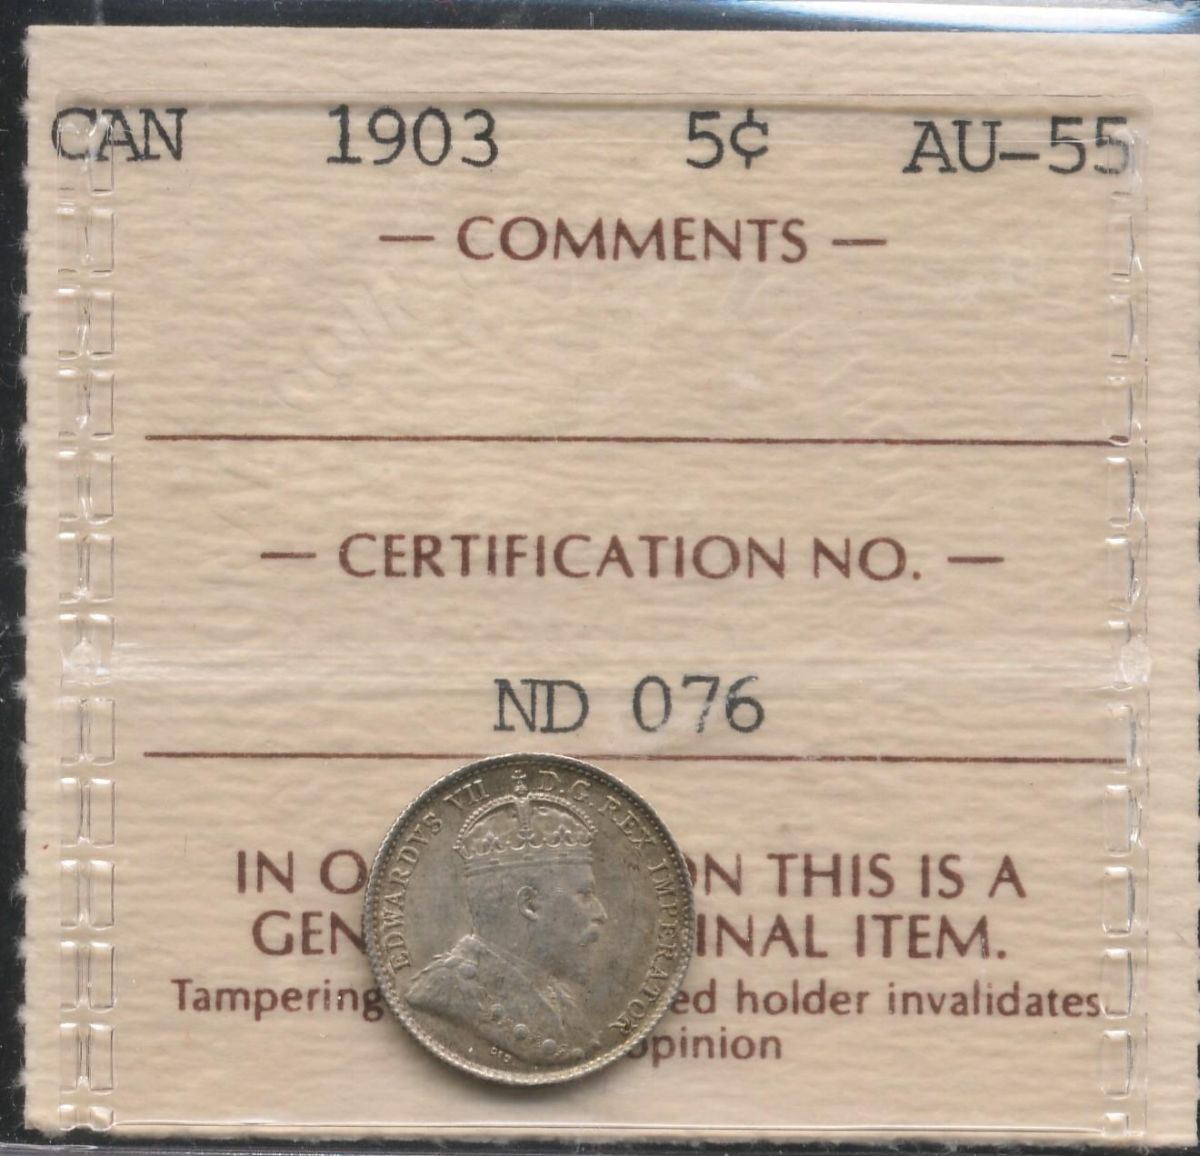 CAN 1903 5¢ AU-55
— COMMENTS —
— CERTIFICATION NO. —
ND 076
EDWARDVS VII D.G. REX IMPERATOR
IN O ON THIS IS A
GEN INAL ITEM.
Tampering ed holder invalidates
opinion